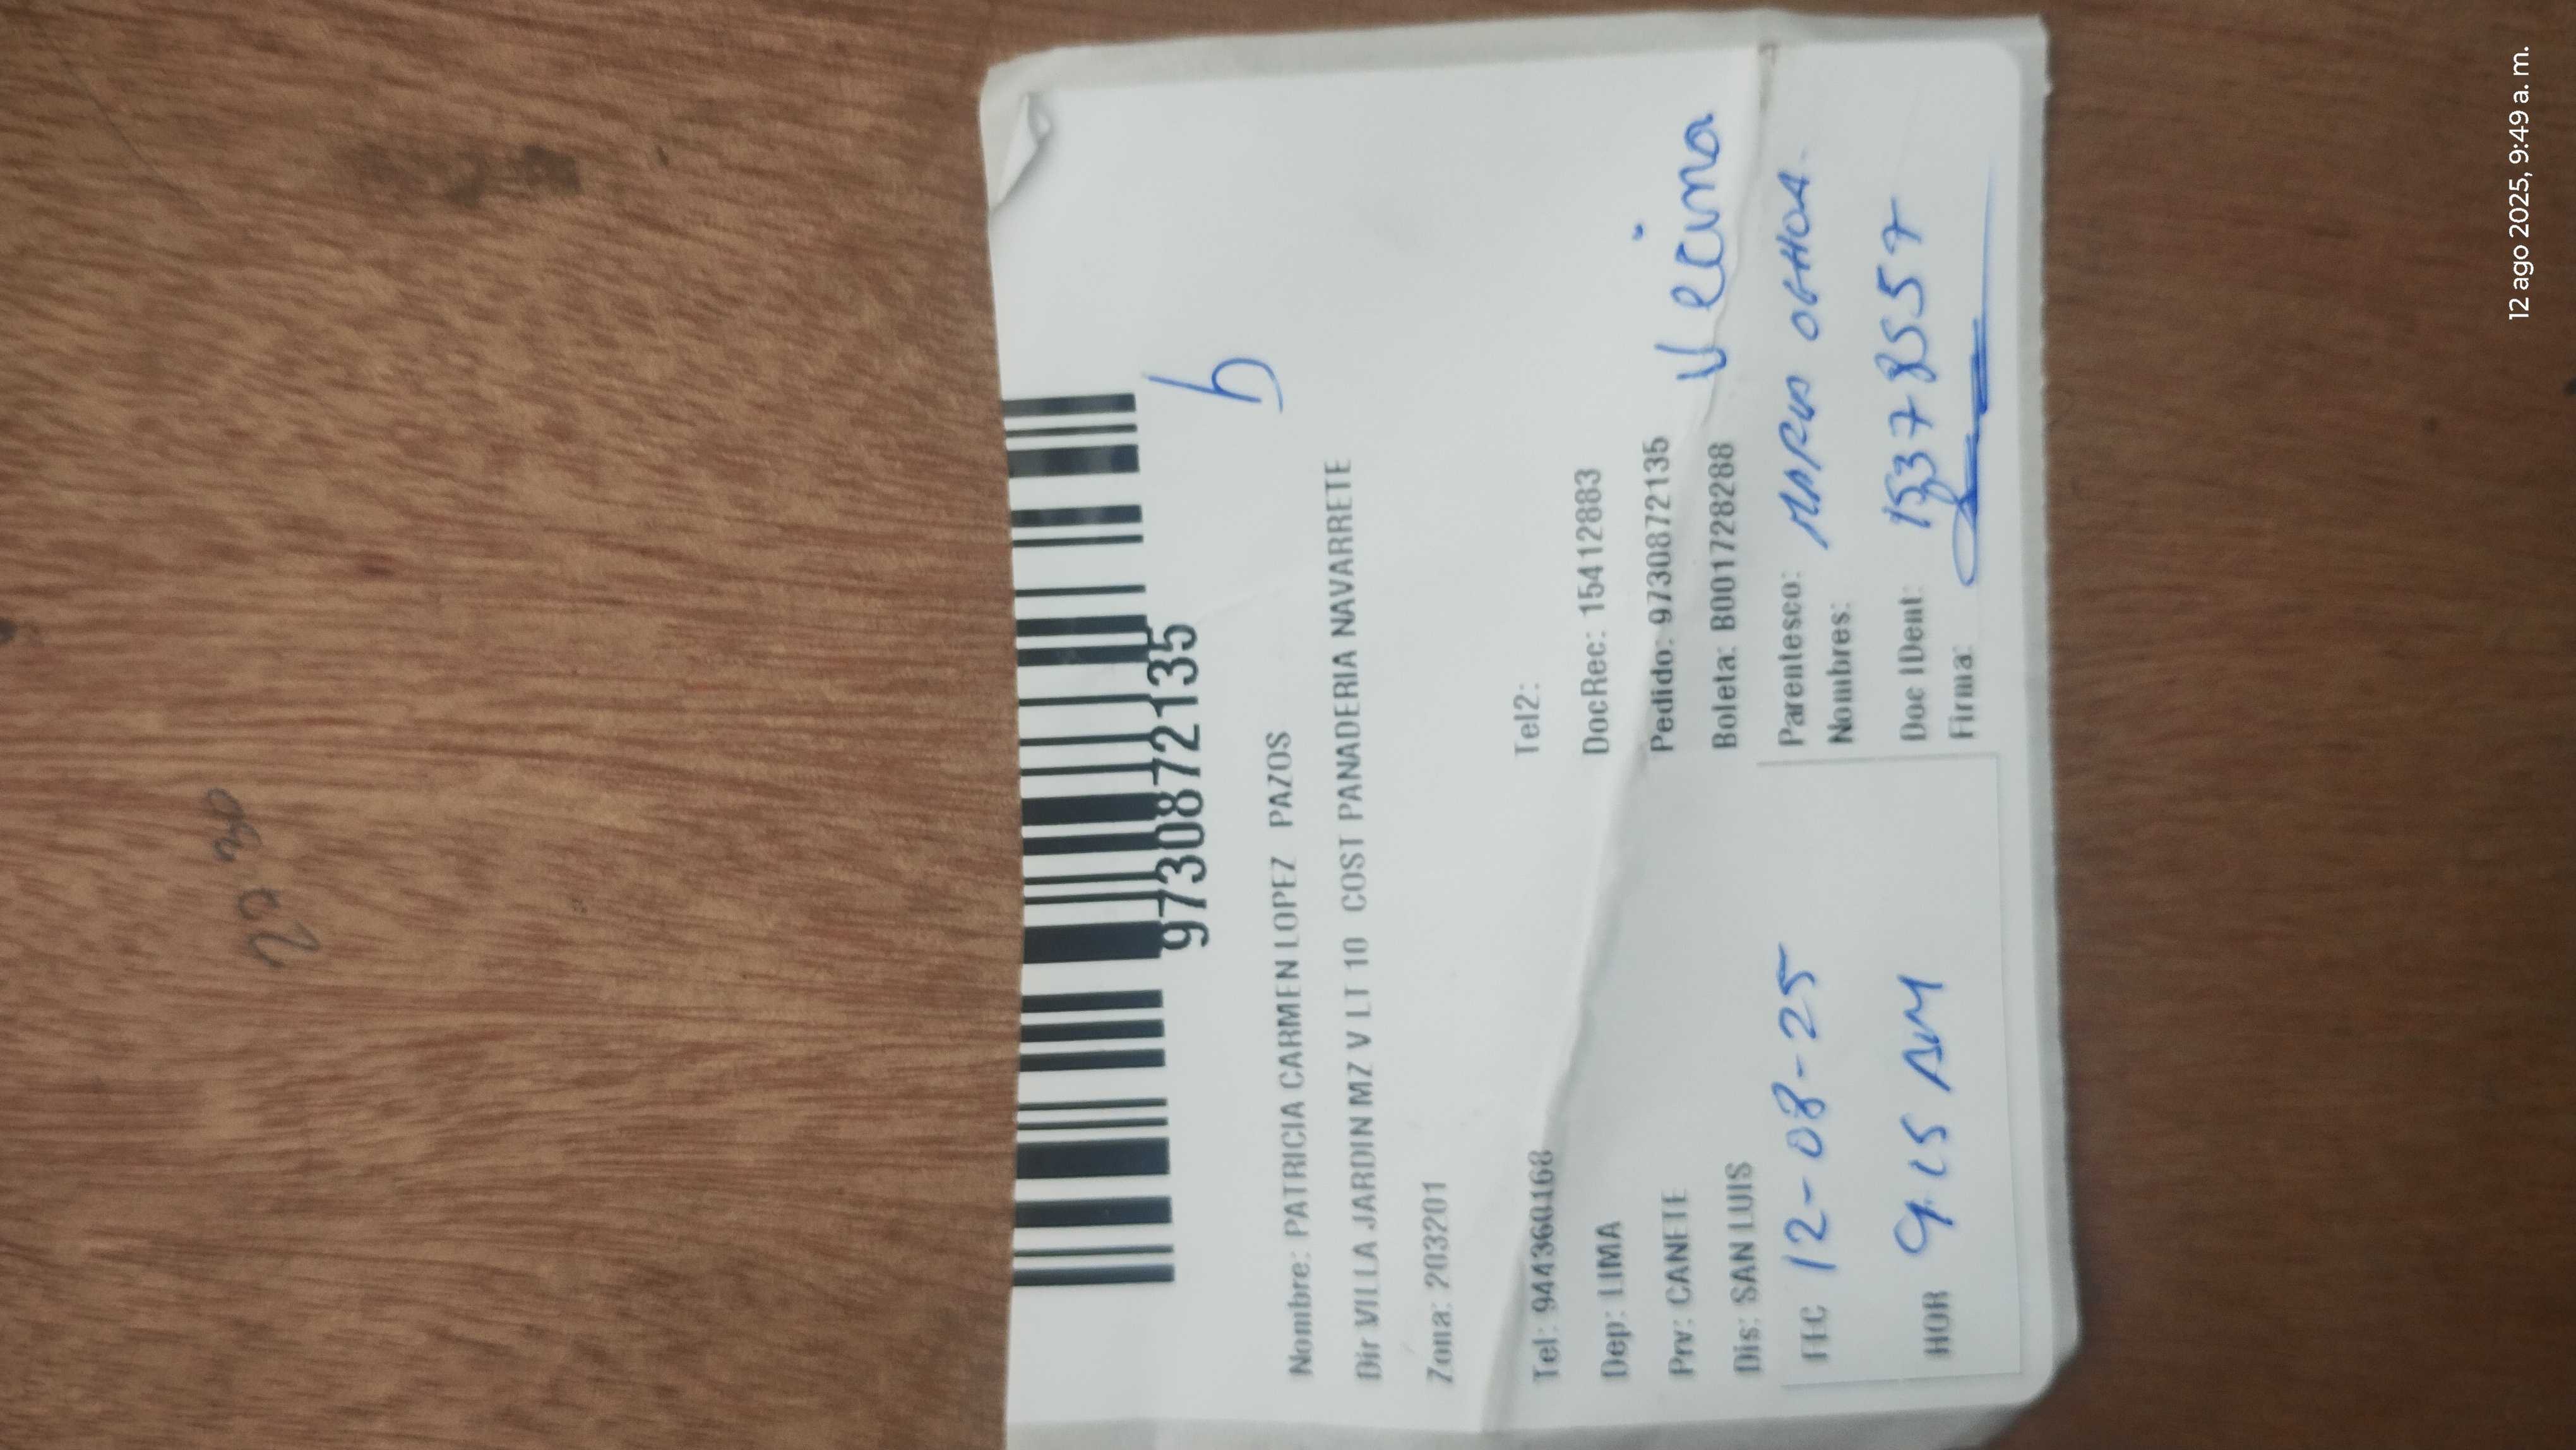 9730872135
Nombre: PATRICIA CARMEN LOPEZ PAZOS
Dir VILLA JARDIN MZ V LT 10 COST PANADERIA NAVARRETE
Zona: 203201
Tel: 944360168 Tel2:
Dep: LIMA DocRec: 15412883
Prv: CANETE Pedido: 9730872135
Dis: SAN LUIS Boleta: B001728288
Vecina
FEC 12-08-25 Parentesco:
Nombres: OCHOA
HOR 9:15 AM Doc IDent: 15378557
Firma:
12 ago 2025, 9:49 a. m.